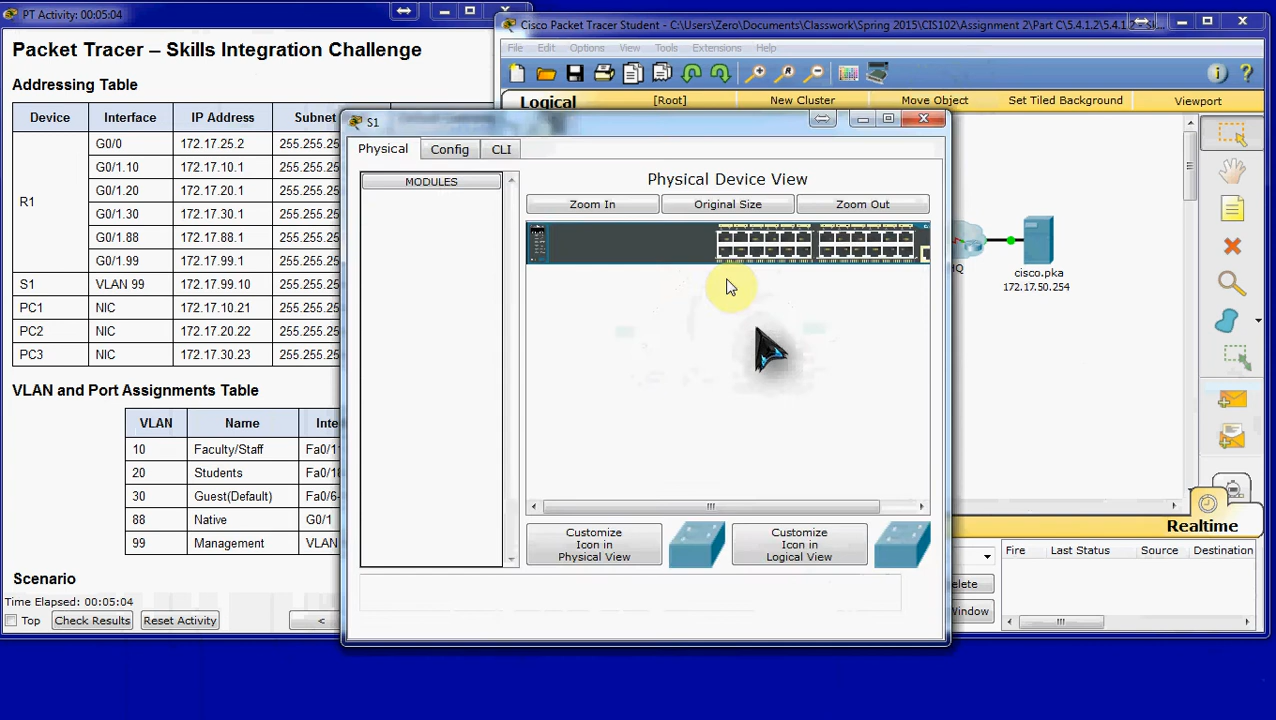 PT Activity: 00:05:04
Packet Tracer – Skills Integration Challenge
Addressing Table
Device Interface IP Address Subnet
R1
G0/0 172.17.25.2 255.255.25
G0/1.10 172.17.10.1 255.255.25
G0/1.20 172.17.20.1 255.255.25
G0/1.30 172.17.30.1 255.255.25
G0/1.88 172.17.88.1 255.255.25
G0/1.99 172.17.99.1 255.255.25
S1 VLAN 99 172.17.99.10 255.255.25
PC1 NIC 172.17.10.21 255.255.25
PC2 NIC 172.17.20.22 255.255.25
PC3 NIC 172.17.30.23 255.255.25
VLAN and Port Assignments Table
VLAN Name Inte
10 Faculty/Staff Fa0/1
20 Students Fa0/1
30 Guest(Default) Fa0/6-
88 Native G0/1
99 Management VLAN
Scenario
Time Elapsed: 00:05:04
Top Check Results Reset Activity <
Cisco Packet Tracer Student - C:\Users\Zero\Documents\Classwork\Spring 2015\CIS102\Assignment 2\Part C\5.4.1.2\5.4.1.2 -
File Edit Options View Tools Extensions Help
Logical [Root] New Cluster Move Object Set Tiled Background Viewport
S1
Physical Config CLI
MODULES
Physical Device View
Zoom In Original Size Zoom Out
Customize
Icon in
Physical View
Customize
Icon in
Logical View
HQ
cisco.pka
172.17.50.254
Realtime
Fire Last Status Source Destination
elete
Window